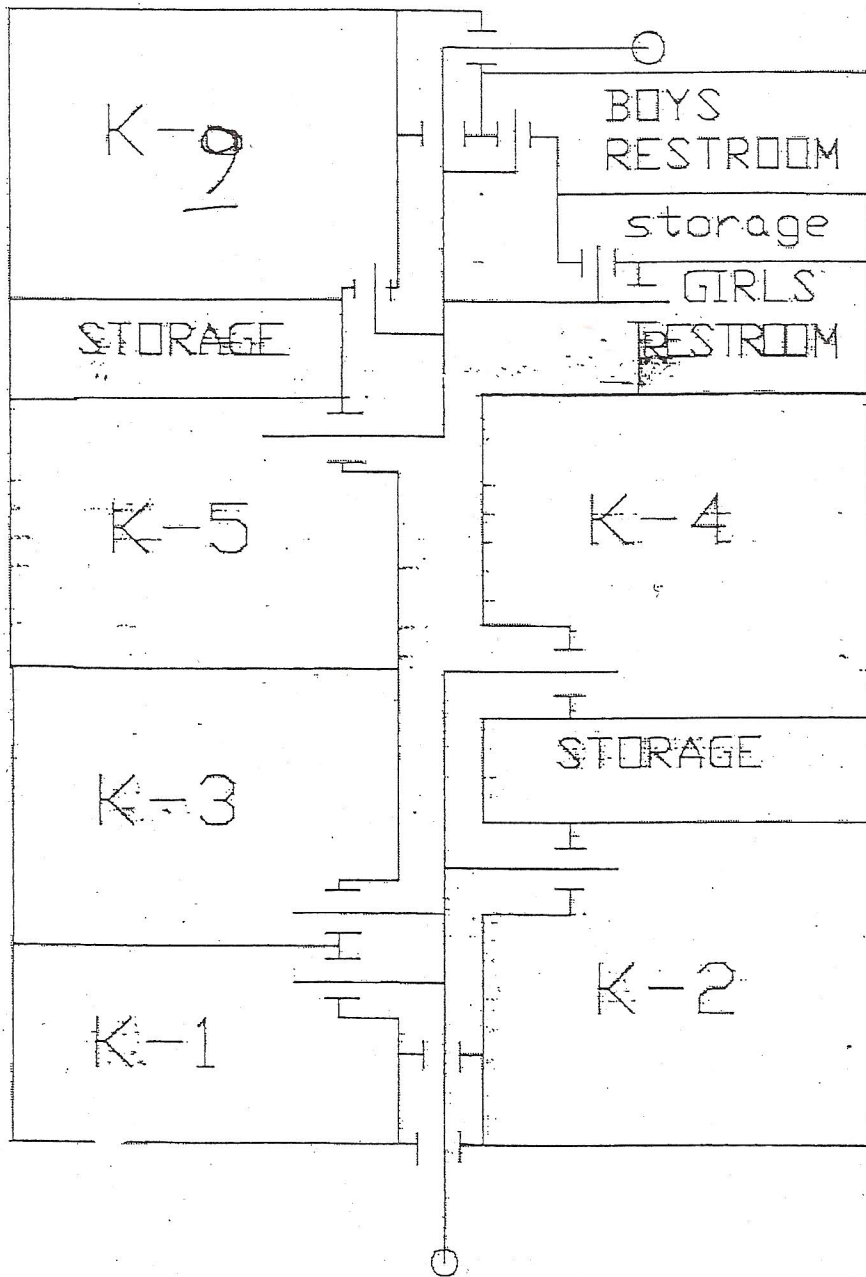 K-9
BOYS
RESTROOM
storage
GIRLS
RESTROOM
STORAGE
K-5
K-4
K-3
STORAGE
K-1
K-2